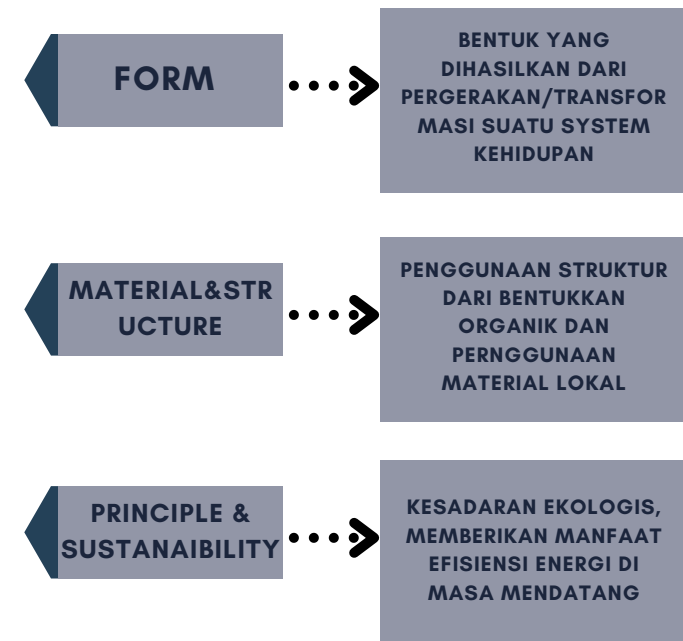 FORM
BENTUK YANG
DIHASILKAN DARI
PERGERAKAN/TRANSFOR
MASI SUATU SYSTEM
KEHIDUPAN
MATERIAL&STR
UCTURE
PENGGUNAAN STRUKTUR
DARI BENTUKKAN
ORGANIK DAN
PERNGGUNAAN
MATERIAL LOKAL
PRINCIPLE &
SUSTANAIBILITY
KESADARAN EKOLOGIS,
MEMBERIKAN MANFAAT
EFISIENSI ENERGI DI
MASA MENDATANG